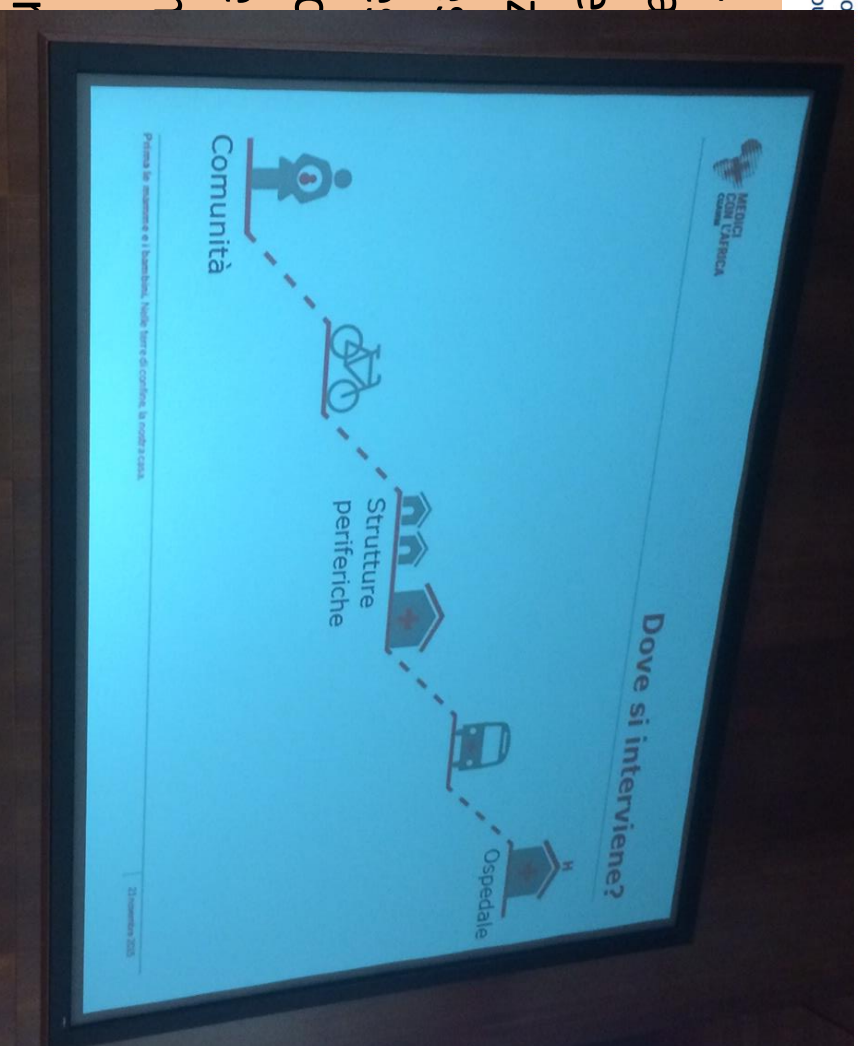 MEDICI
CON L'AFRICA
CUAMM
Dove si interviene?
H
Ospedale
Strutture
periferiche
Comunità
Prima le mamme e i bambini. Nelle terre di confine, la nostra casa.